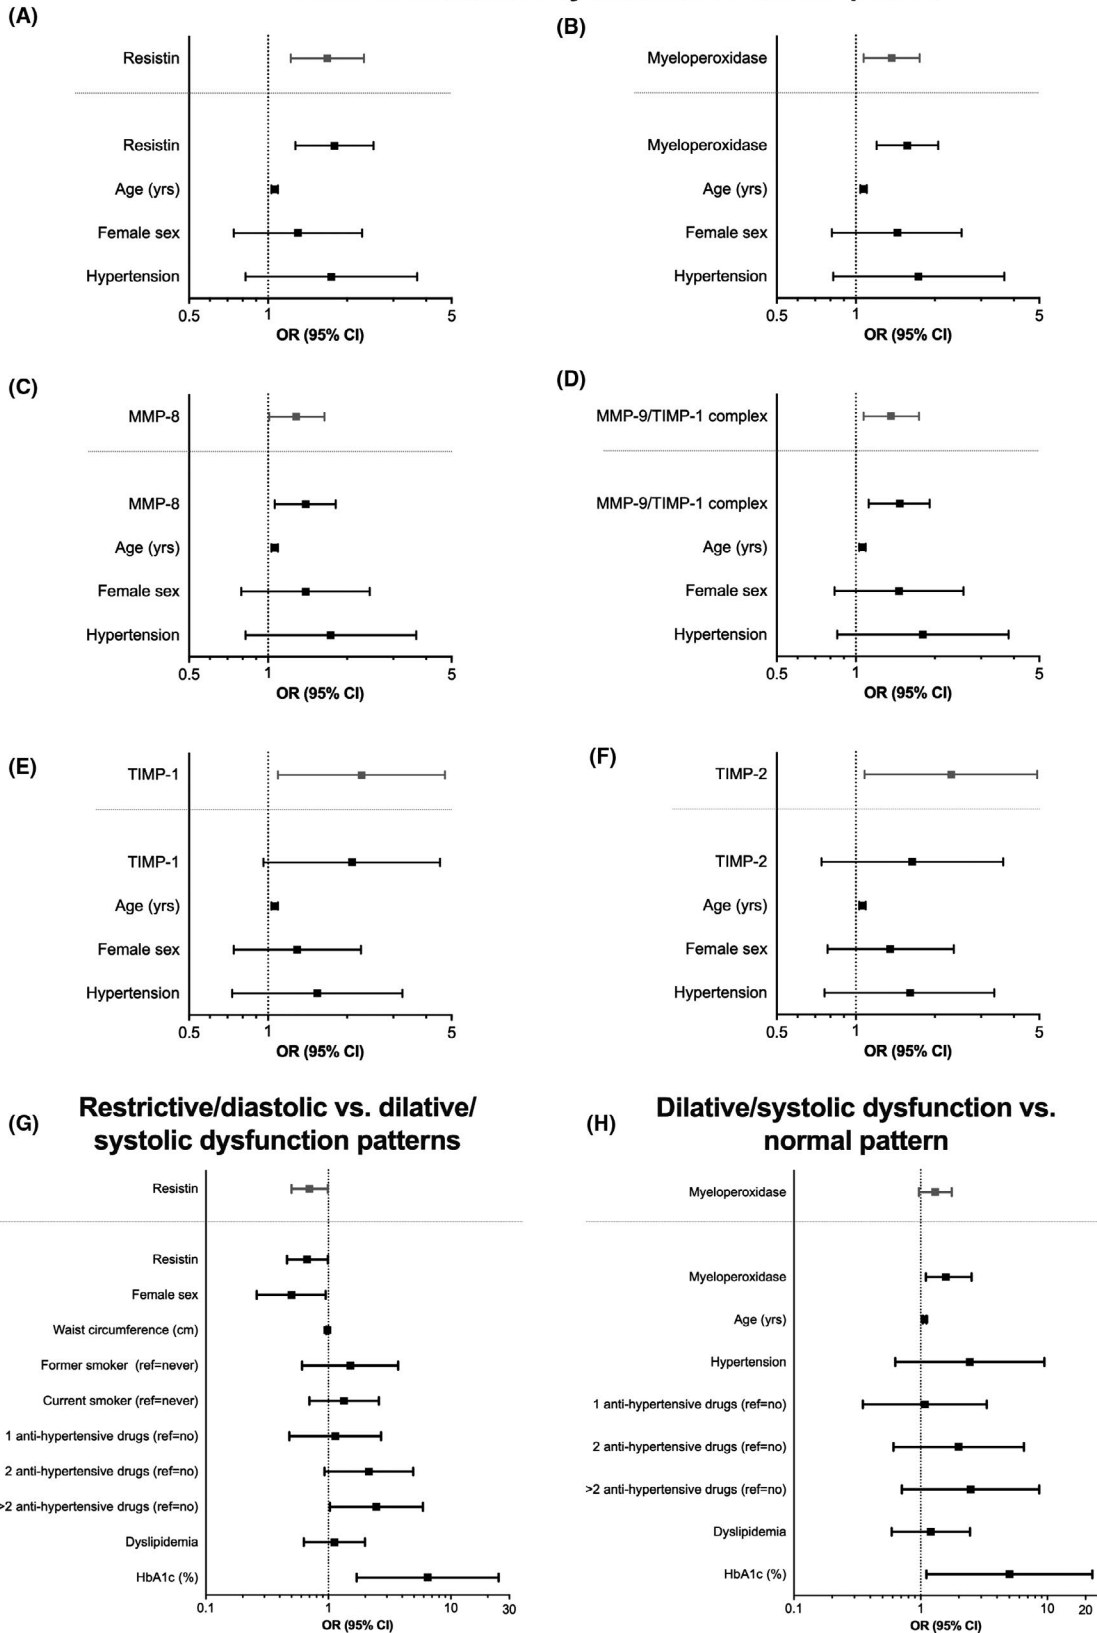 (A)
Resistin
Resistin
Age (yrs)
Female sex
Hypertension
0.5 1 5
OR (95% CI)
(B)
Myeloperoxidase
Myeloperoxidase
Age (yrs)
Female sex
Hypertension
0.5 1 5
OR (95% CI)
(C)
MMP-8
MMP-8
Age (yrs)
Female sex
Hypertension
0.5 1 5
OR (95% CI)
(D)
MMP-9/TIMP-1 complex
MMP-9/TIMP-1 complex
Age (yrs)
Female sex
Hypertension
0.5 1 5
OR (95% CI)
(E)
TIMP-1
TIMP-1
Age (yrs)
Female sex
Hypertension
0.5 1 5
OR (95% CI)
(F)
TIMP-2
TIMP-2
Age (yrs)
Female sex
Hypertension
0.5 1 5
OR (95% CI)
(G)
Restrictive/diastolic vs. dilative/
systolic dysfunction patterns
Resistin
Resistin
Female sex
Waist circumference (cm)
Former smoker (ref=never)
Current smoker (ref=never)
1 anti-hypertensive drugs (ref=no)
2 anti-hypertensive drugs (ref=no)
>2 anti-hypertensive drugs (ref=no)
Dyslipidemia
HbA1c (%)
0.1 1 10 30
OR (95% CI)
(H)
Dilative/systolic dysfunction vs.
normal pattern
Myeloperoxidase
Myeloperoxidase
Age (yrs)
Hypertension
1 anti-hypertensive drugs (ref=no)
2 anti-hypertensive drugs (ref=no)
>2 anti-hypertensive drugs (ref=no)
Dyslipidemia
HbA1c (%)
0.1 1 10 20
OR (95% CI)